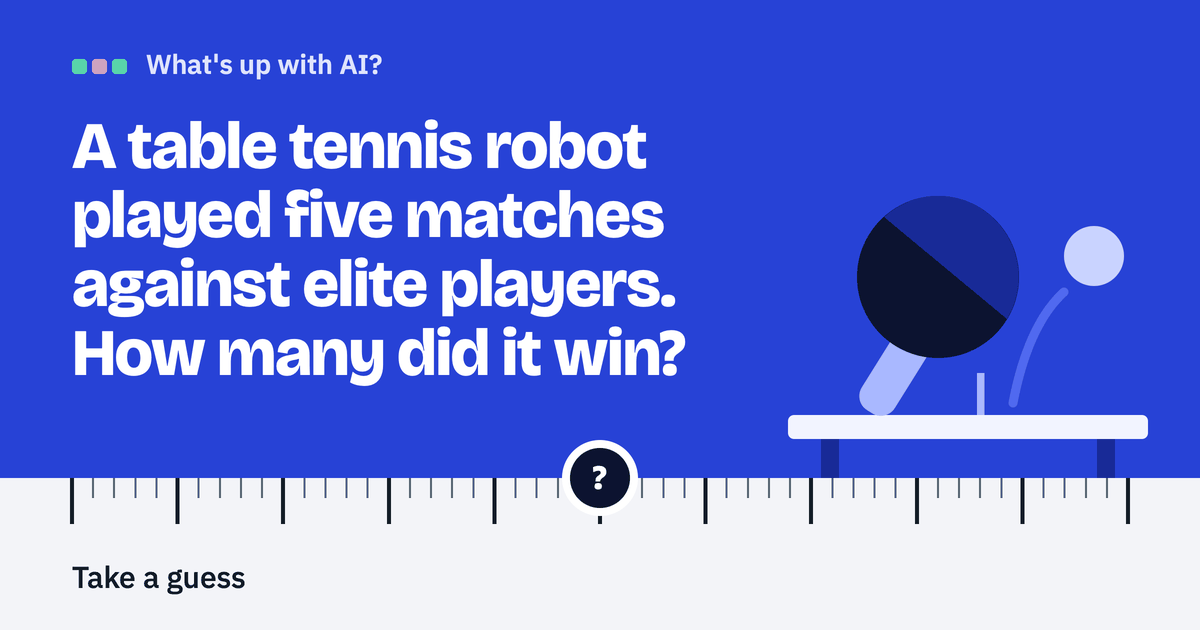 What's up with AI?
A table tennis robot
played five matches
against elite players.
How many did it win?
?
Take a guess